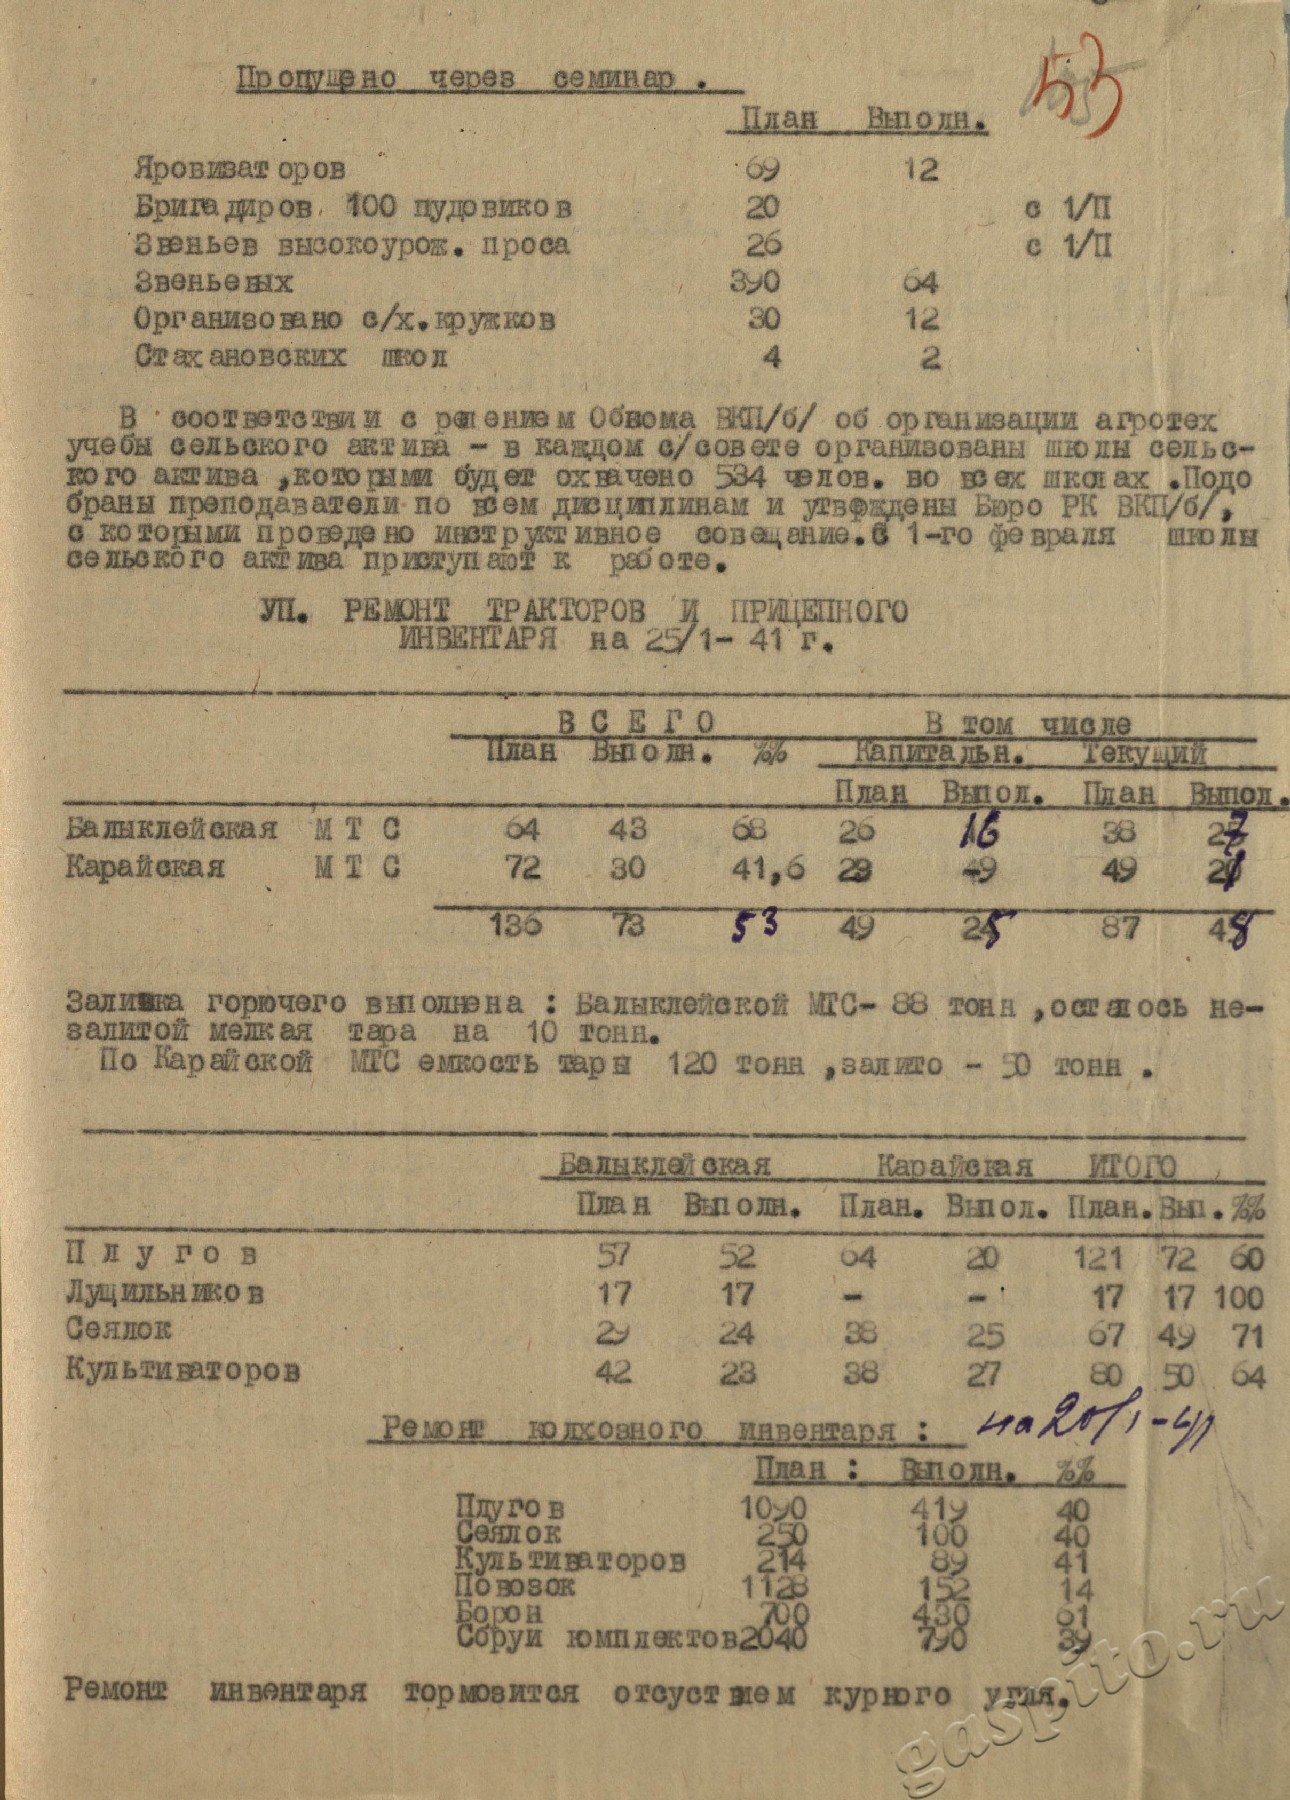 53
Пропущено через семинар .
План Выполн.
Яровизаторов 69 12
Бригадиров 100 пудовиков 20 с 1/П
Звеньев высокоурож. проса 26 с 1/П
Звеньевых 390 64
Организовано с/х.кружков 30 12
Стахановских школ 4 2
В соответствии с решением Обкома ВКП/б/ об организации агротех
учебы сельского актива - в каждом с/совете организованы школы сельс-
кого актива ,которыми будет охвачено 534 челов. во всех школах .Подо
браны преподаватели по всем дисциплинам и утверждены Бюро РК ВКП/б/,
с которыми проведено инструктивное совещание.С 1-го февраля школы
сельского актива приступают к работе.
УП. РЕМОНТ ТРАКТОРОВ И ПРИЦЕПНОГО
ИНВЕНТАРЯ на 25/1- 41 г.
В С Е Г О В том числе
План Выполн. %% Капитальн. Текущий
План Выпол. План Выпол.
Балыклейская М Т С 64 43 68 26 16 38 27
Карайская М Т С 72 30 41,6 23 9 49 21
136 73 53 49 25 87 48
Заливка горючего выполнена : Балыклейской МТС- 88 тонн ,осталось не-
залитой мелкая тара на 10 тонн.
По Карайской МТС емкость тары 120 тонн ,залито - 50 тонн .
Балыклейская Карайская ИТОГО
План Выполн. План. Выпол. План. Вып. %%
П л у г о в 57 52 64 20 121 72 60
Лущильников 17 17 - - 17 17 100
Сеялок 29 24 38 25 67 49 71
Культиваторов 42 23 38 27 80 50 64
Ремонт колхозного инвентаря : на 20/1-41
План : Выполн. %%
Плугов 1090 419 40
Сеялок 250 100 40
Культиваторов 214 89 41
Повозок 1128 152 14
Борон 700 430 61
Сбруи комплектов 2040 790 39
Ремонт инвентаря тормозится отсуствием курного угля.
gaspito.ru